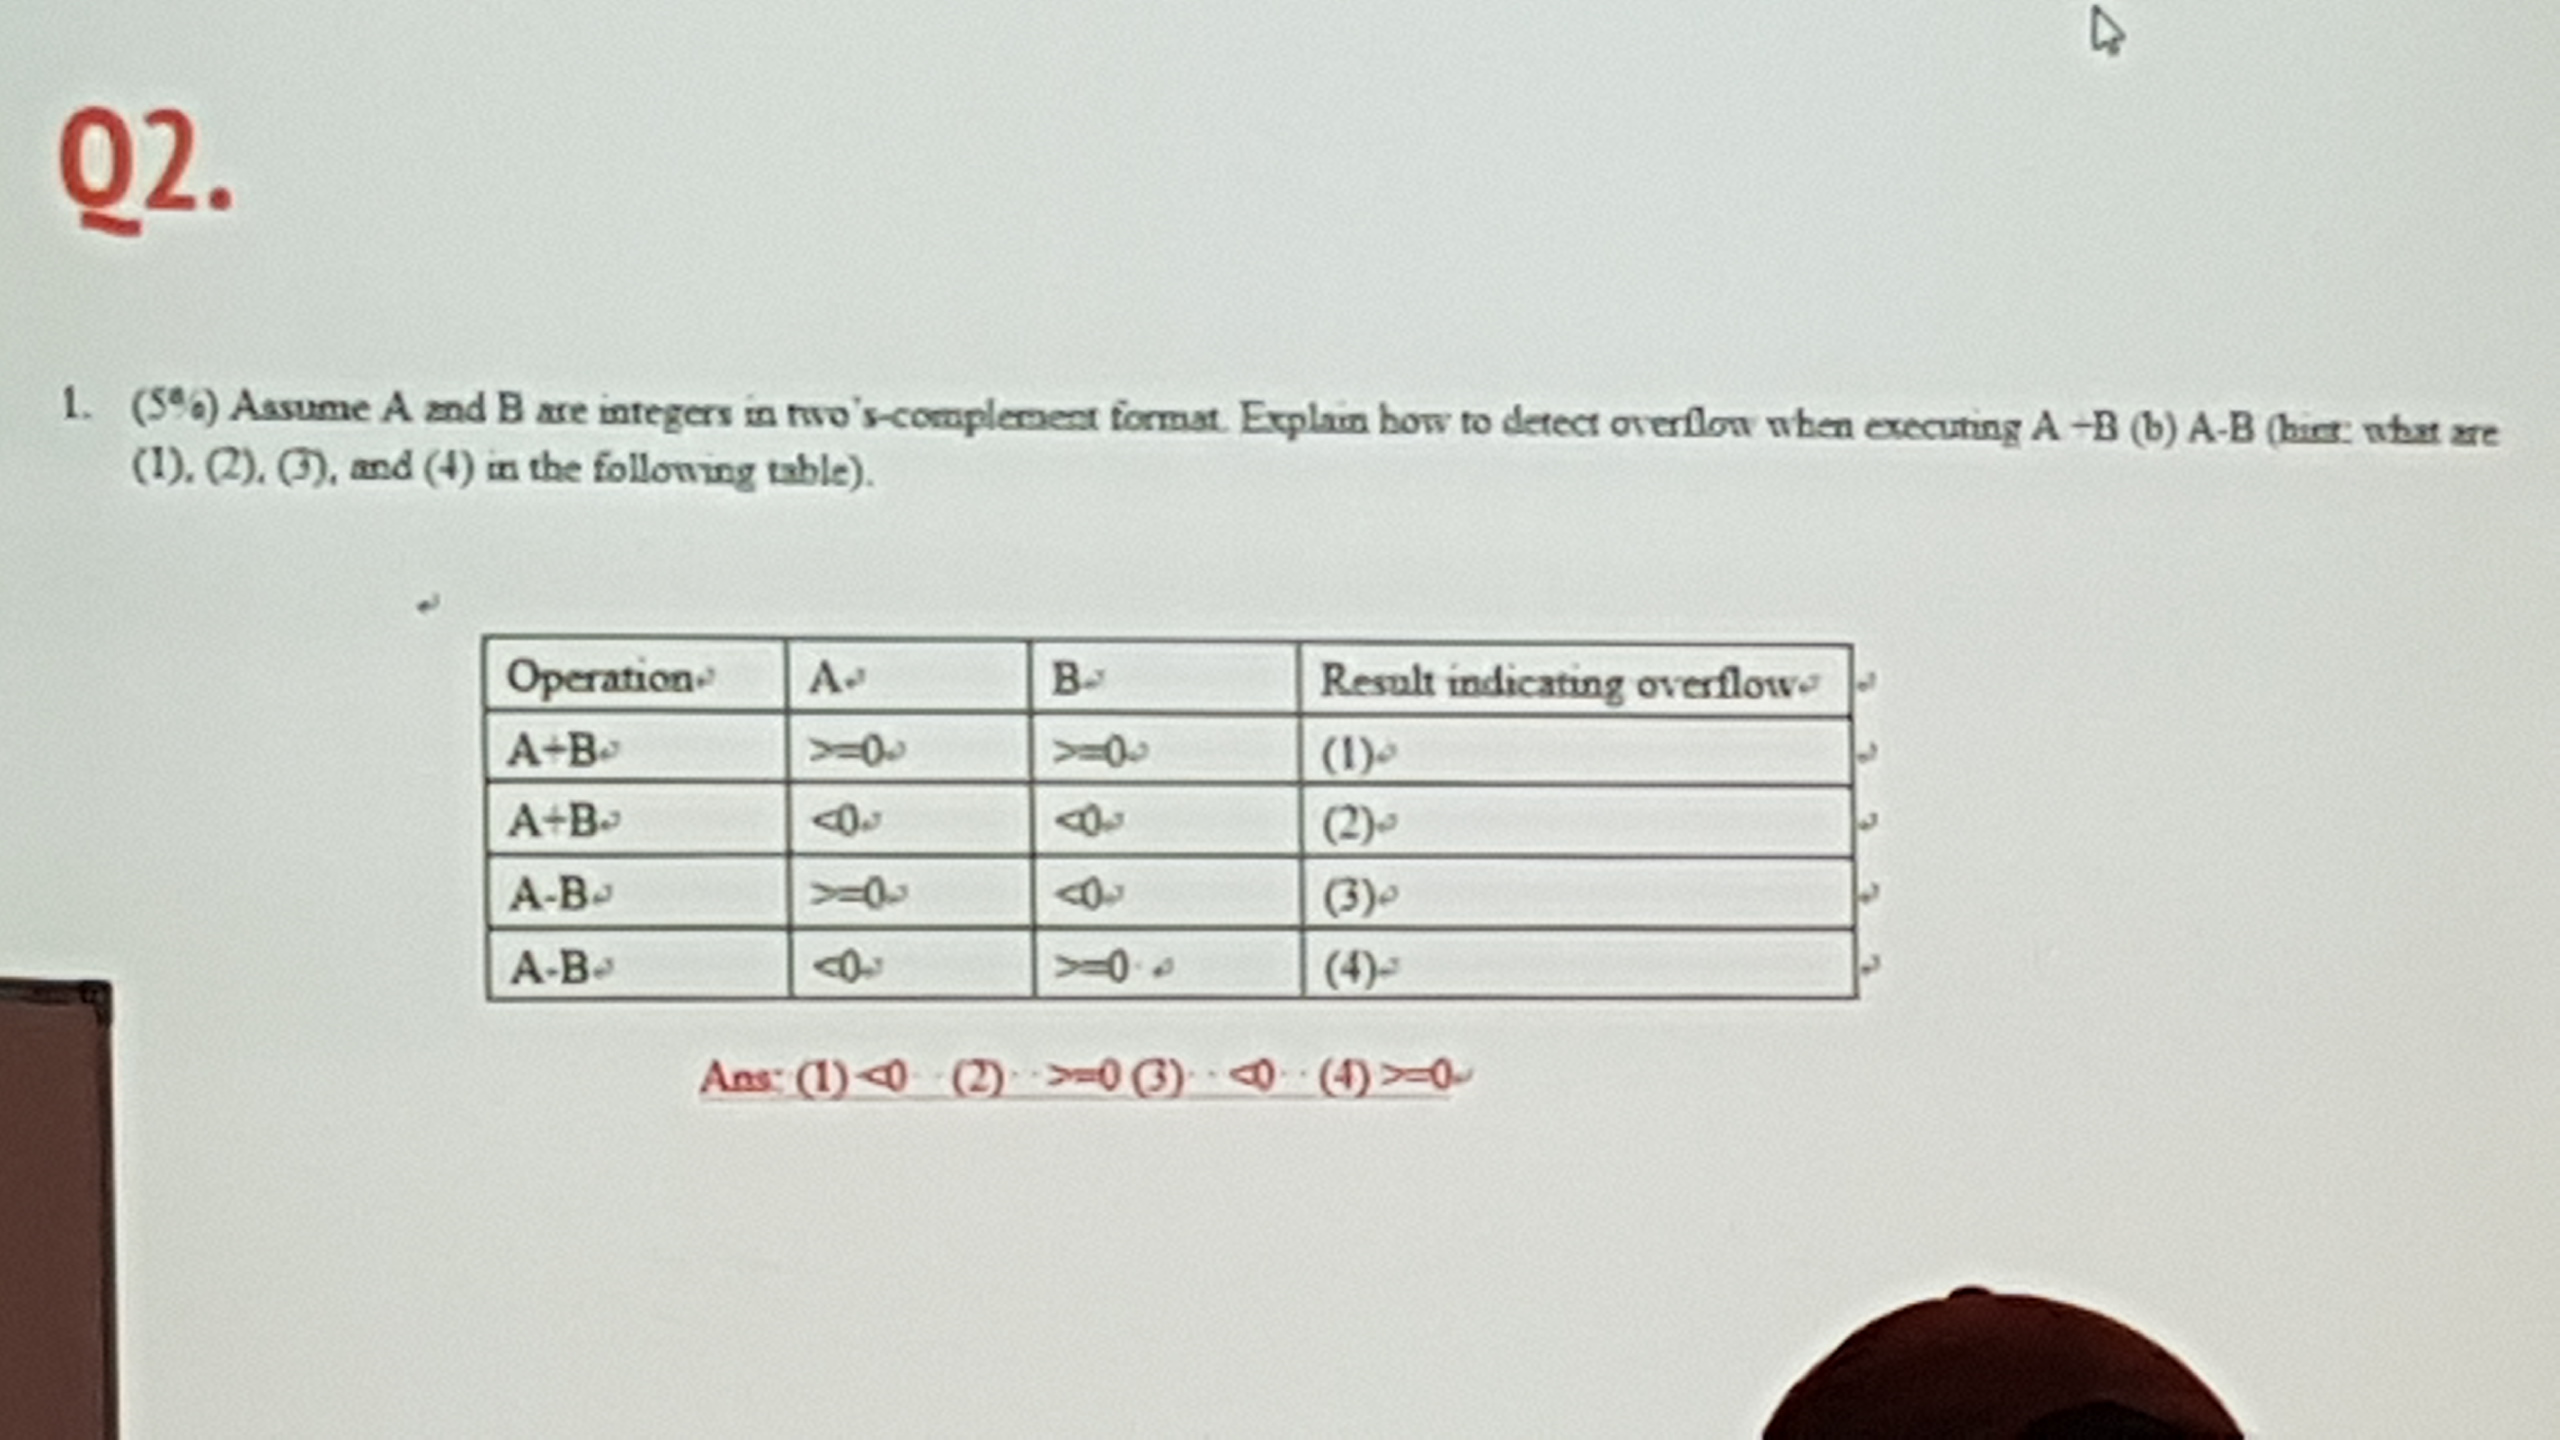 Q2.
1. (5%) Assume A and B are integers in two's-complement format. Explain how to detect overflow when executing A +B (b) A-B (hint: what are
(1), (2), (3), and (4) in the following table).
Operation A B Result indicating overflow
A+B >=0 >=0 (1)
A+B <0 <0 (2)
A-B >=0 <0 (3)
A-B <0 >=0 (4)
Ans: (1) <0 (2) >=0 (3) <0 (4) >=0